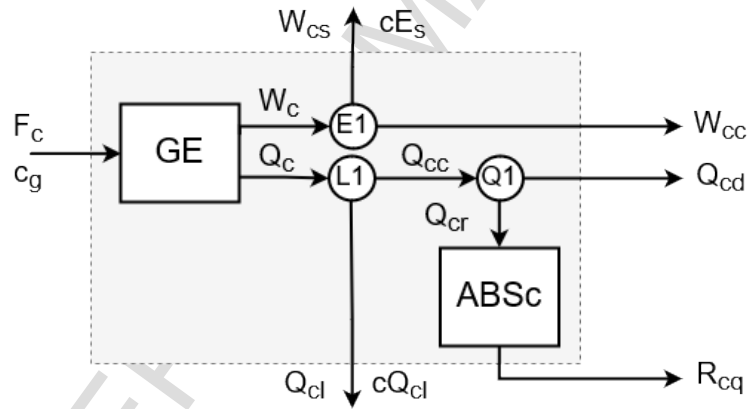 W_cs cE_s
F_c
c_g
GE
W_c
E1
W_cc
Q_c
L1
Q_cc
Q1
Q_cd
Q_cr
ABSc
Q_cl cQ_cl
R_cq